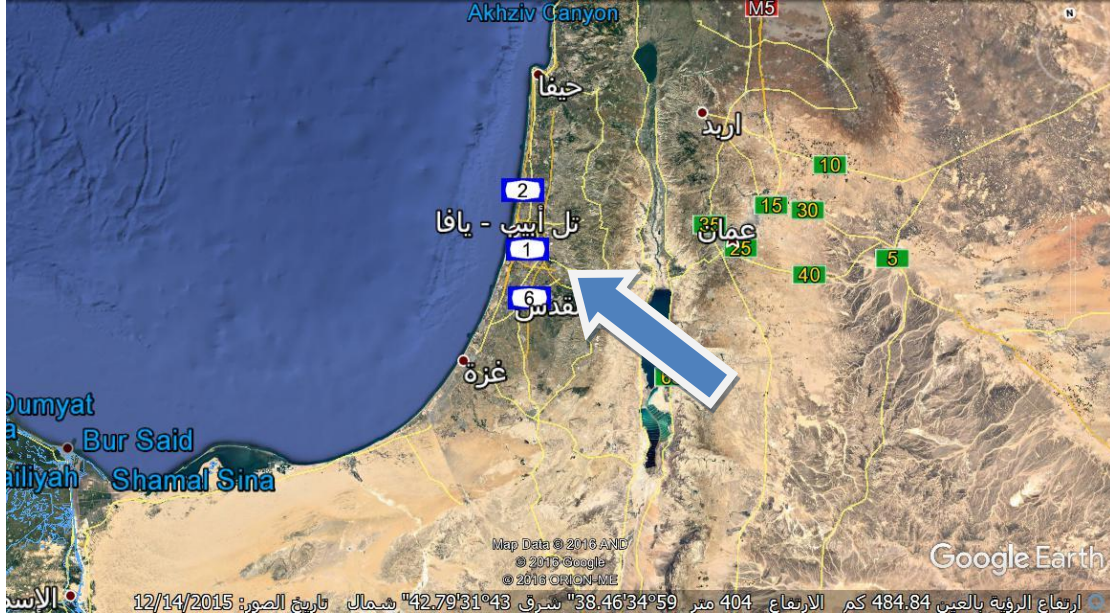 Akhziv Canyon
M5
N
حيفا
اربد
10
2
15
30
تل أبيب - يافا
35
عمان
25
1
5
40
6
غزة
Dumyat
Bur Said
Shamal Sina
Map Data © 2016 AND
© 2016 Google
© 2016 ORION-ME
Google Earth
تاريخ الصور: 12/14/2015 42.79'31°43" شمال 38.46'34°59" شرق الارتفاع 404 متر ارتفاع الرؤية بالعين 484.84 كم